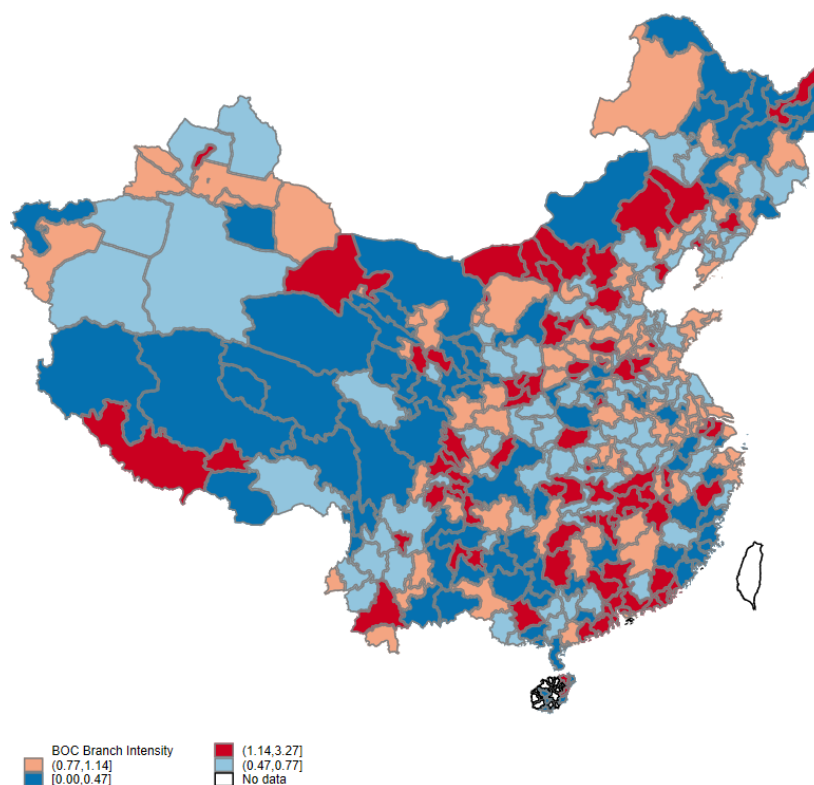 BOC Branch Intensity
(1.14,3.27]
(0.77,1.14]
(0.47,0.77]
[0.00,0.47]
No data